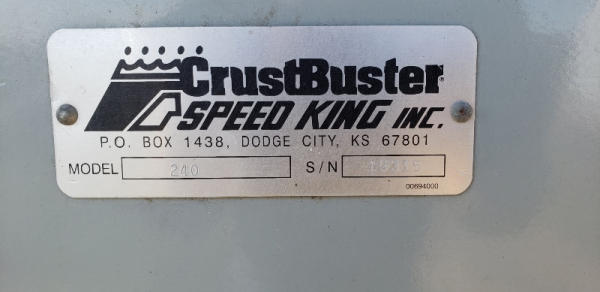 CrustBuster®
SPEED KING INC.
P.O. BOX 1438, DODGE CITY, KS 67801
MODEL 240 S/N
00694000